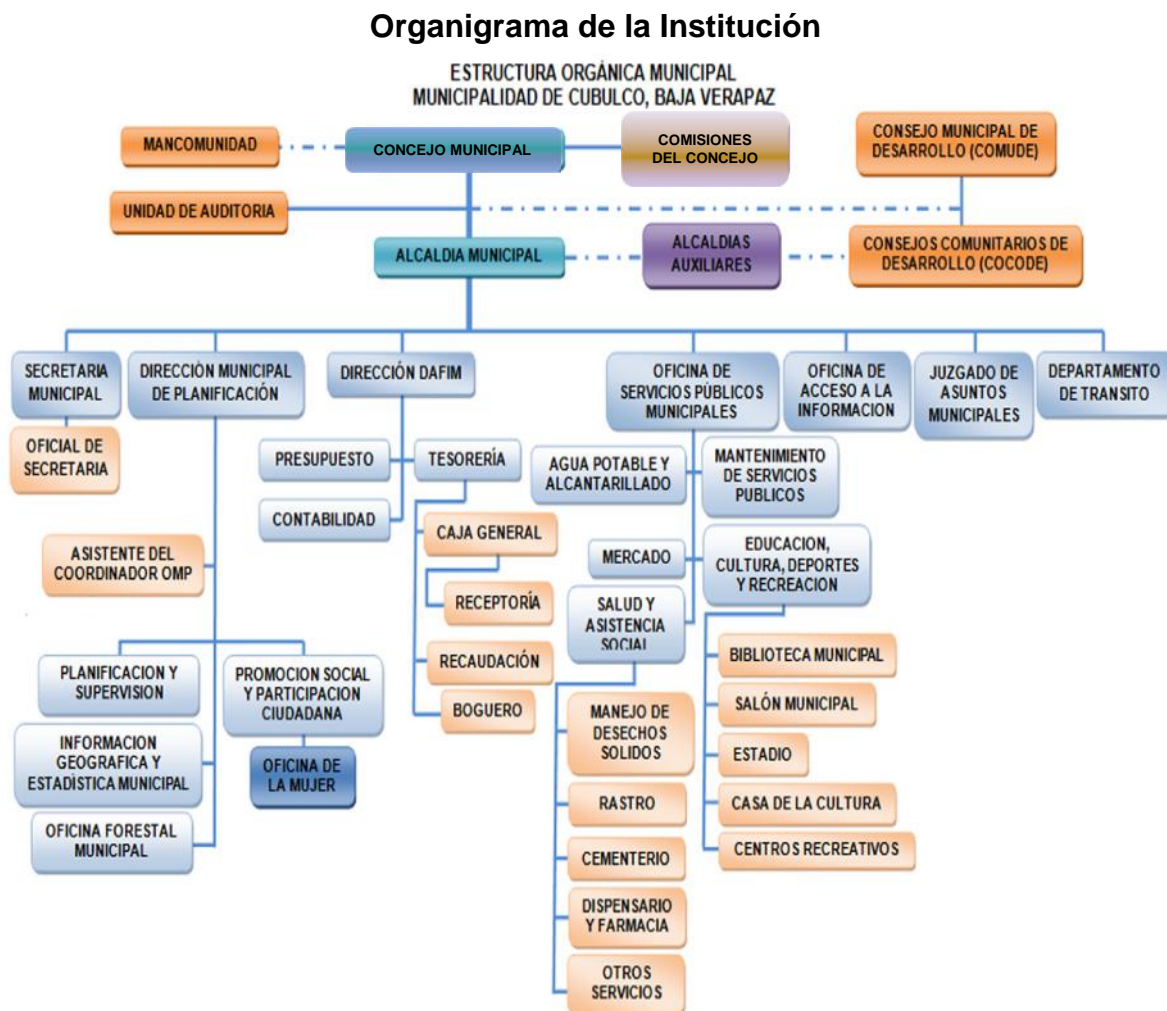 Organigrama de la Institución
ESTRUCTURA ORGÁNICA MUNICIPAL
MUNICIPALIDAD DE CUBULCO, BAJA VERAPAZ
MANCOMUNIDAD
CONCEJO MUNICIPAL
COMISIONES
DEL CONCEJO
CONSEJO MUNICIPAL DE
DESARROLLO (COMUDE)
UNIDAD DE AUDITORIA
ALCALDIA MUNICIPAL
ALCALDIAS
AUXILIARES
CONSEJOS COMUNITARIOS DE
DESARROLLO (COCODE)
SECRETARIA
MUNICIPAL
DIRECCIÒN MUNICIPAL
DE PLANIFICACIÓN
DIRECCIÓN DAFIM
OFICINA DE
SERVICIOS PÙBLICOS
MUNICIPALES
OFICINA DE
ACCESO A LA
INFORMACION
JUZGADO DE
ASUNTOS
MUNICIPALES
DEPARTAMENTO
DE TRANSITO
OFICIAL DE
SECRETARIA
PRESUPUESTO
TESORERÍA
AGUA POTABLE Y
ALCANTARILLADO
MANTENIMIENTO
DE SERVICIOS
PUBLICOS
CONTABILIDAD
CAJA GENERAL
ASISTENTE DEL
COORDINADOR OMP
MERCADO
EDUCACION,
CULTURA, DEPORTES
Y RECREACION
RECEPTORÍA
SALUD Y
ASISTENCIA
SOCIAL
PLANIFICACION Y
SUPERVISION
PROMOCION SOCIAL
Y PARTICIPACION
CIUDADANA
RECAUDACIÓN
BIBLIOTECA MUNICIPAL
BOGUERO
MANEJO DE
DESECHOS
SOLIDOS
SALÓN MUNICIPAL
INFORMACION
GEOGRAFICA Y
ESTADÌSTICA MUNICIPAL
OFICINA DE
LA MUJER
ESTADIO
RASTRO
CASA DE LA CULTURA
OFICINA FORESTAL
MUNICIPAL
CENTROS RECREATIVOS
CEMENTERIO
DISPENSARIO
Y FARMACIA
OTROS
SERVICIOS